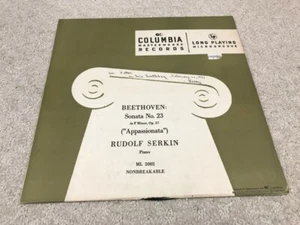 COLUMBIA
MASTERWORKS
RECORDS
LONG PLAYING
MICROGROOVE
BEETHOVEN:
Sonata No. 23
in F Minor, Op. 57
("Appassionata")
RUDOLF SERKIN
Piano
ML 2002
NONBREAKABLE